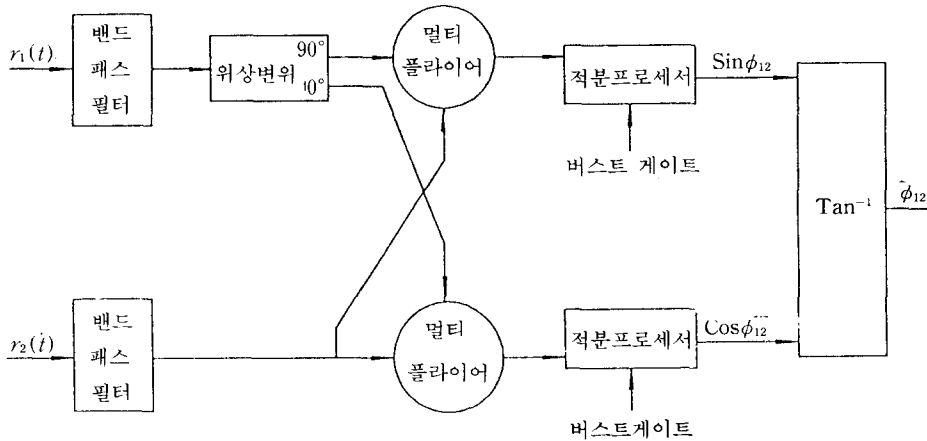 r₁(t)
밴드
패스
필터
위상변위
90°
10°
멀티
플라이어
적분프로세서
Sinϕ₁₂
버스트 게이트
Tan⁻¹
ϕ₁₂
r₂(t)
밴드
패스
필터
멀티
플라이어
적분프로세서
Cosϕ₁₂
버스트게이트